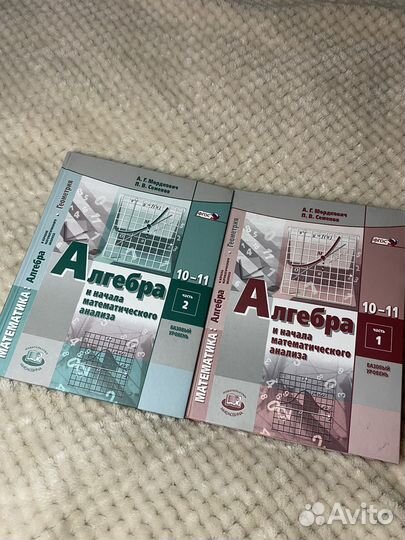 А. Г. Мордкович
П. В. Семенов
ФГОС
МАТЕМАТИКА:
Алгебра
Геометрия
Алгебра
10–11
и начала
математического
анализа
ЧАСТЬ
2
БАЗОВЫЙ
УРОВЕНЬ
А. Г. Мордкович
П. В. Семенов
ФГОС
МАТЕМАТИКА:
Алгебра
Геометрия
Алгебра
10–11
и начала
математического
анализа
ЧАСТЬ
1
БАЗОВЫЙ
УРОВЕНЬ
Avito